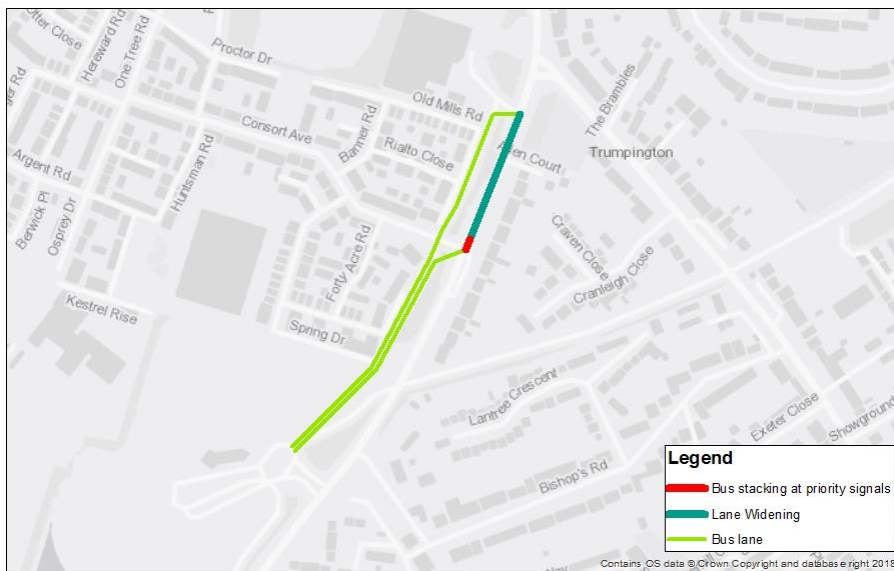 Otter Close
Hereward Rd
One Tree Rd
Proctor Dr
Old Mills Rd
The Brambles
Consort Ave
Banner Rd
Rialto Close
Trumpington
Argent Rd
Huntsman Rd
Berwick Pl
Osprey Dr
Forty Acre Rd
Craven Close
Cranleigh Close
Kestrel Rise
Spring Dr
Lantree Crescent
Exeter Close
Showground
Bishop's Rd
Legend
Bus stacking at priority signals
Lane Widening
Bus lane
Contains OS data © Crown Copyright and database right 2018